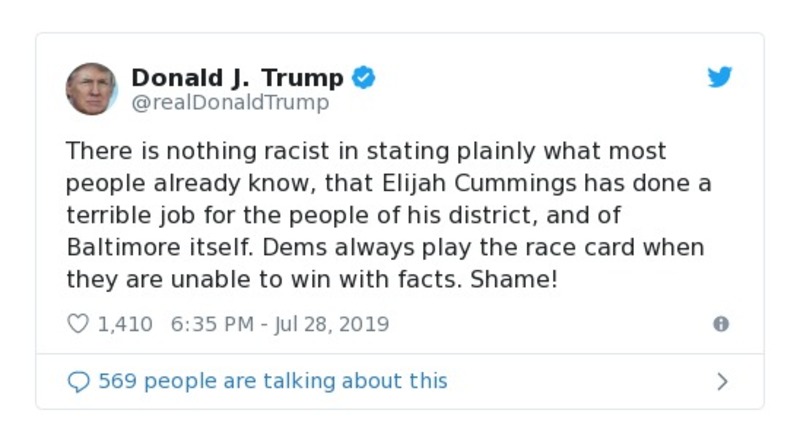 Donald J. Trump
@realDonaldTrump
There is nothing racist in stating plainly what most
people already know, that Elijah Cummings has done a
terrible job for the people of his district, and of
Baltimore itself. Dems always play the race card when
they are unable to win with facts. Shame!
1,410 6:35 PM - Jul 28, 2019
569 people are talking about this